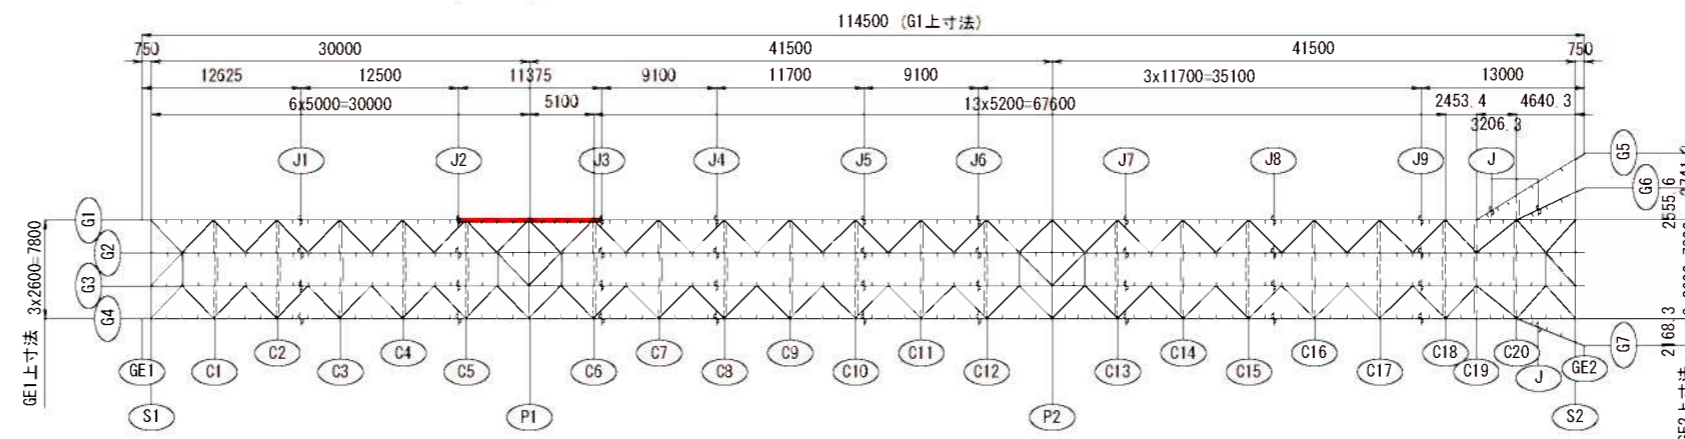 114500 (G1上寸法)
750 30000 41500 41500 750
12625 12500 11375 9100 11700 9100 3x11700=35100 13000
6x5000=30000 5100 13x5200=67600 2453.4 4640.3
3206.3
J1 J2 J3 J4 J5 J6 J7 J8 J9 J G5
G6
G1
G2
G3
G4
3x2600=7800
GE1上寸法
2555.6
2168.3
G7
C2 C4 C7 C9 C11 C14 C16 C18 C20
GE1 C1 C3 C5 C6 C8 C10 C12 C13 C15 C17 C19 J GE2
S1 P1 P2 S2